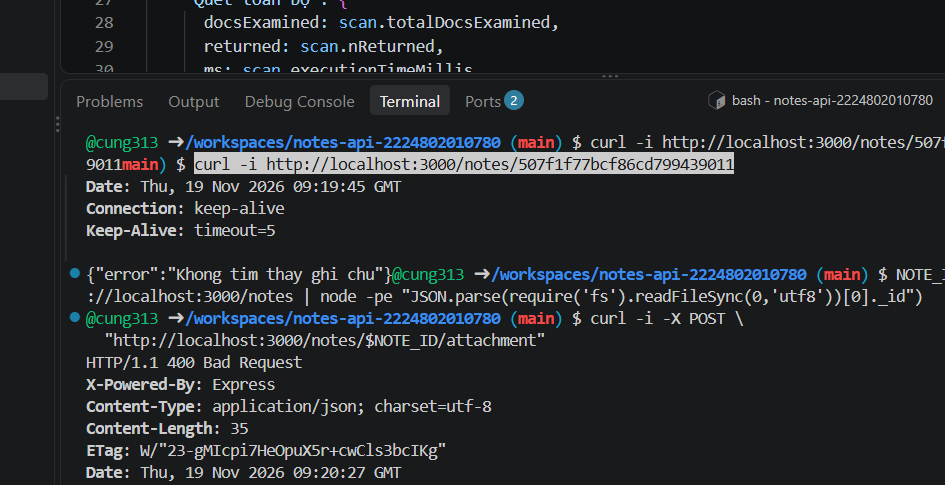 27 "Quet toan bo": {
28 docsExamined: scan.totalDocsExamined,
29 returned: scan.nReturned,
30 ms: scan.executionTimeMillis
Problems Output Debug Console Terminal Ports 2 bash - notes-api-2224802010780
@cung313 ➜/workspaces/notes-api-2224802010780 (main) $ curl -i http://localhost:3000/notes/507f
9011main) $ curl -i http://localhost:3000/notes/507f1f77bcf86cd799439011
Date: Thu, 19 Nov 2026 09:19:45 GMT
Connection: keep-alive
Keep-Alive: timeout=5
{"error":"Khong tim thay ghi chu"}@cung313 ➜/workspaces/notes-api-2224802010780 (main) $ NOTE_I
://localhost:3000/notes | node -pe "JSON.parse(require('fs').readFileSync(0,'utf8'))[0]._id")
@cung313 ➜/workspaces/notes-api-2224802010780 (main) $ curl -i -X POST \
"http://localhost:3000/notes/$NOTE_ID/attachment"
HTTP/1.1 400 Bad Request
X-Powered-By: Express
Content-Type: application/json; charset=utf-8
Content-Length: 35
ETag: W/"23-gMIcpi7HeOpuX5r+cwCls3bcIKg"
Date: Thu, 19 Nov 2026 09:20:27 GMT